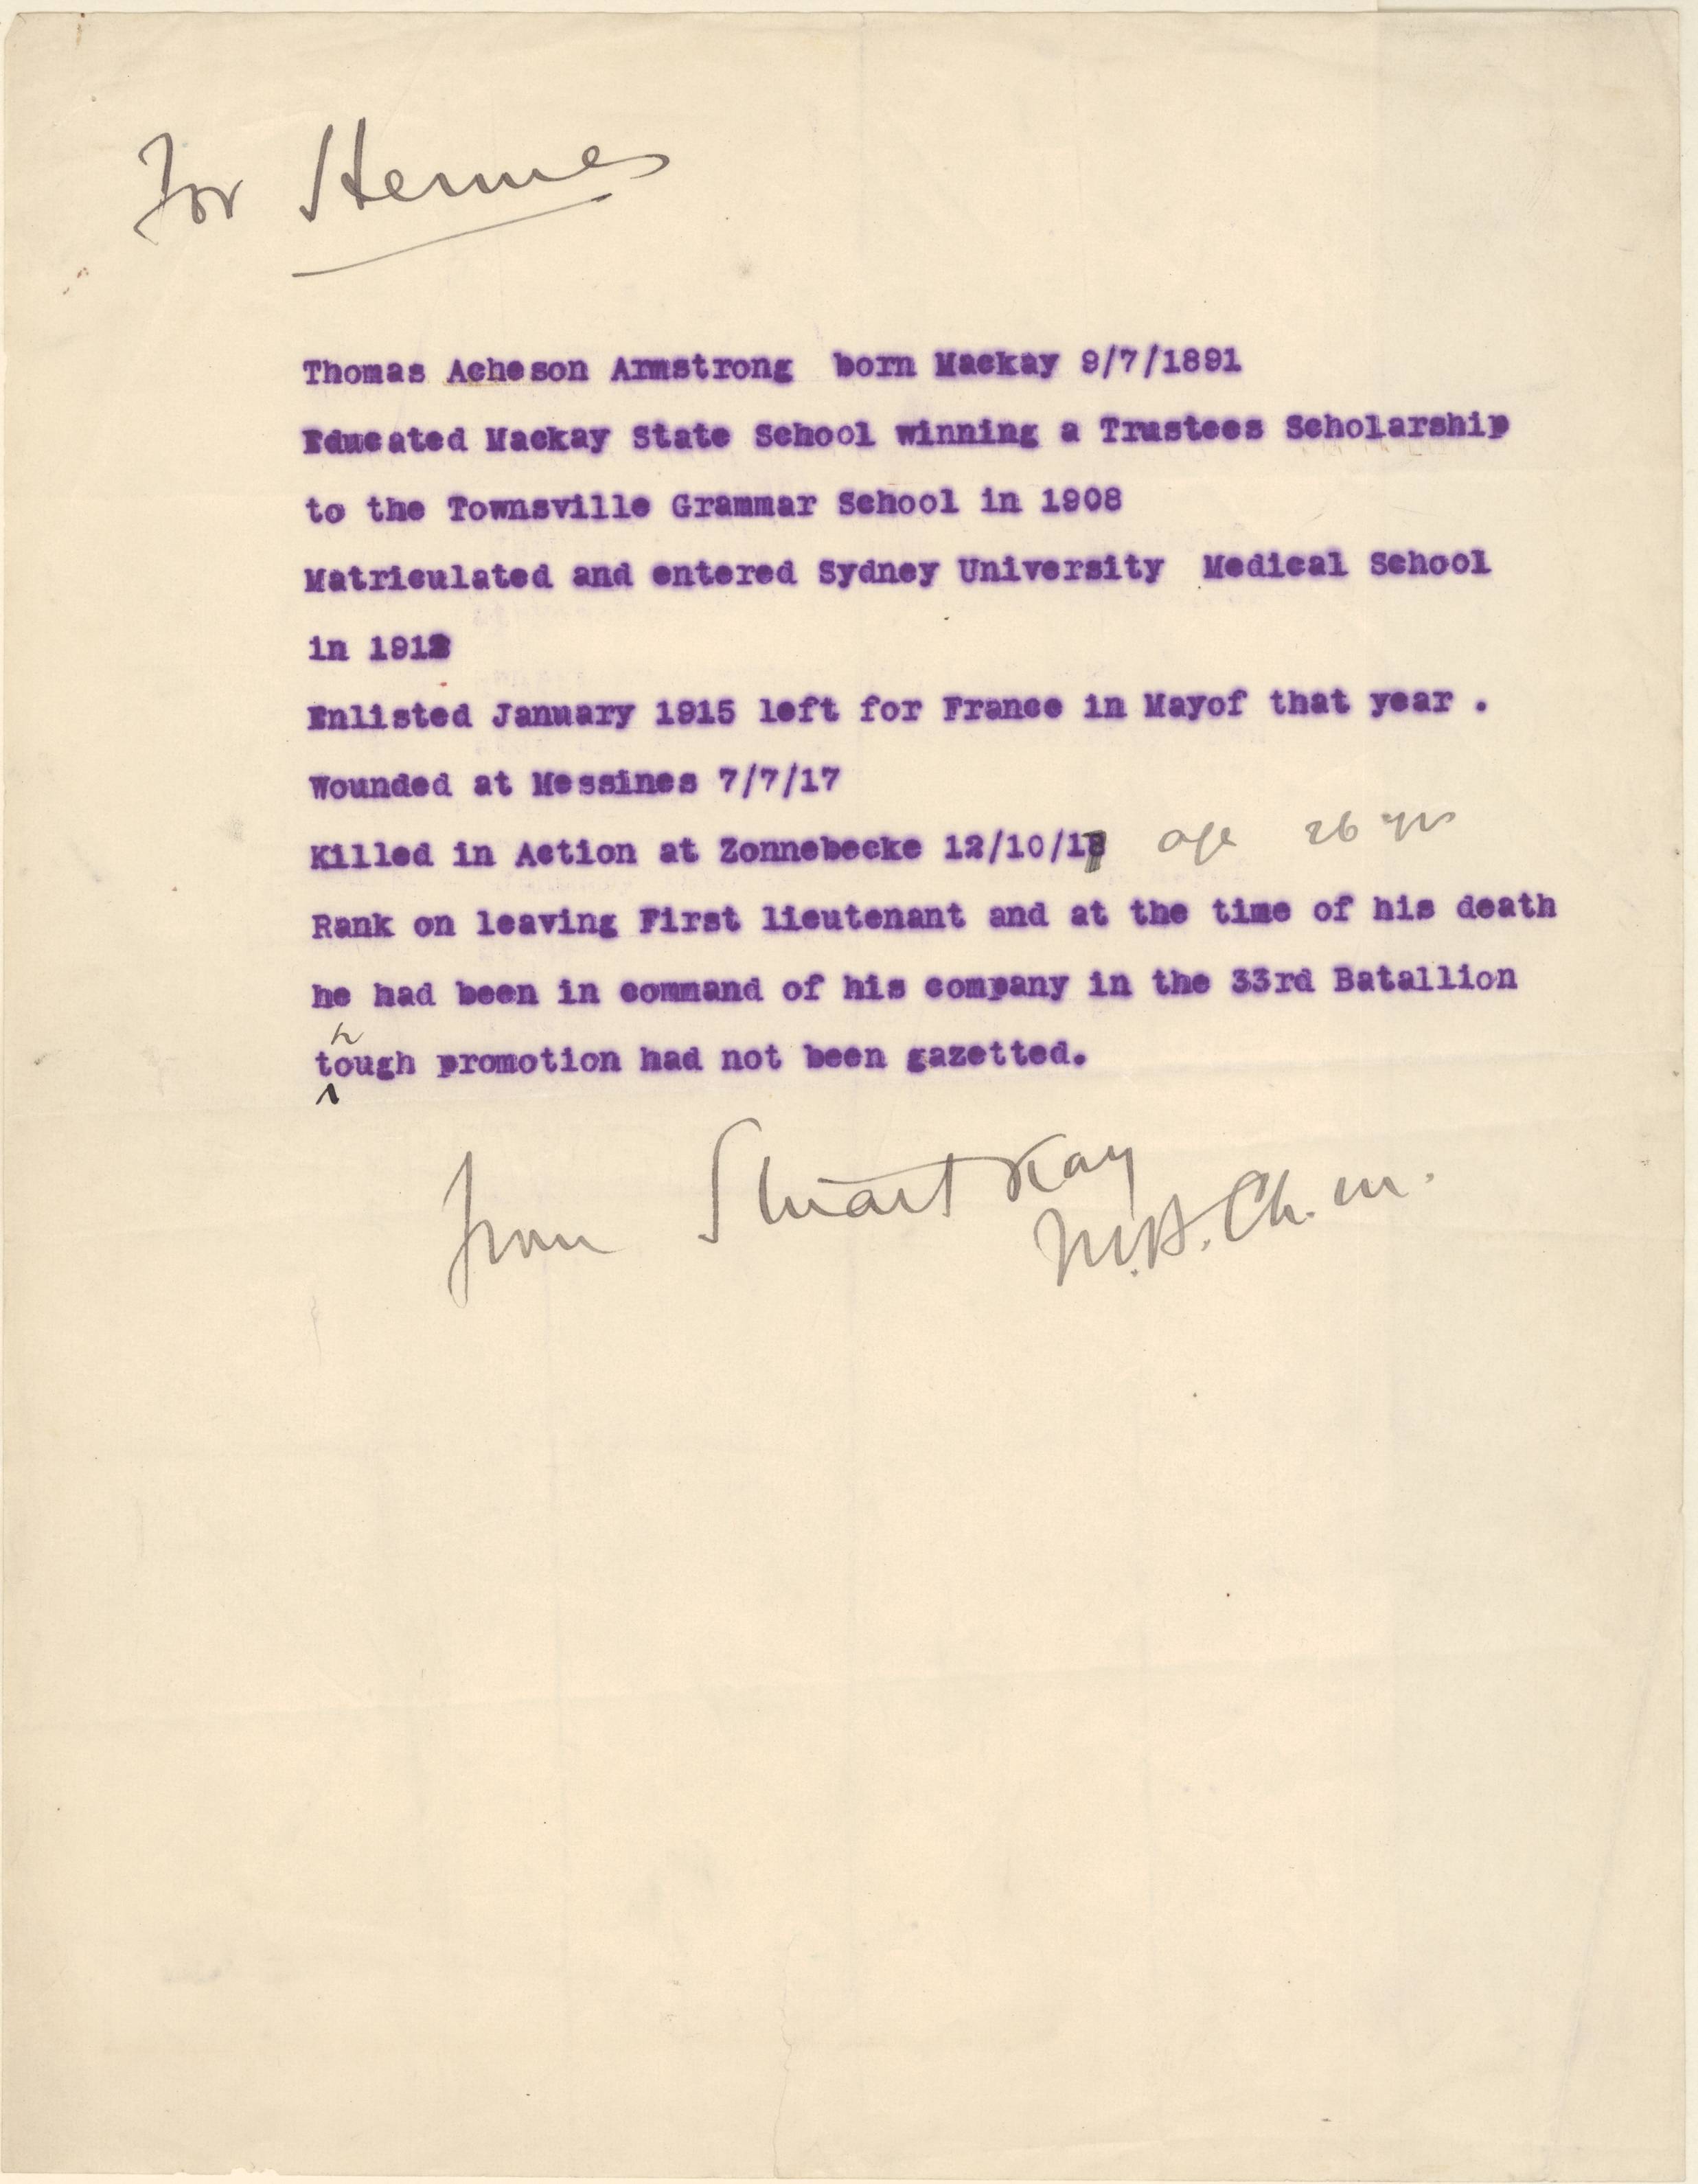 For Hermes
Thomas Acheson Armstrong born Mackay 9/7/1891
Educated Mackay State School winning a Trustees Scholarship
to the Townsville Grammar School in 1908
Matriculated and entered Sydney University Medical School
in 1912
Enlisted January 1915 left for France in Mayof that year .
Wounded at Messines 7/7/17
Killed in Action at Zonnebecke 12/10/17 age 26 yrs
Rank on leaving First lieutenant and at the time of his death
he had been in command of his company in the 33rd Batallion
though promotion had not been gazetted.
from Stuart Kay
M.B. Ch. M.